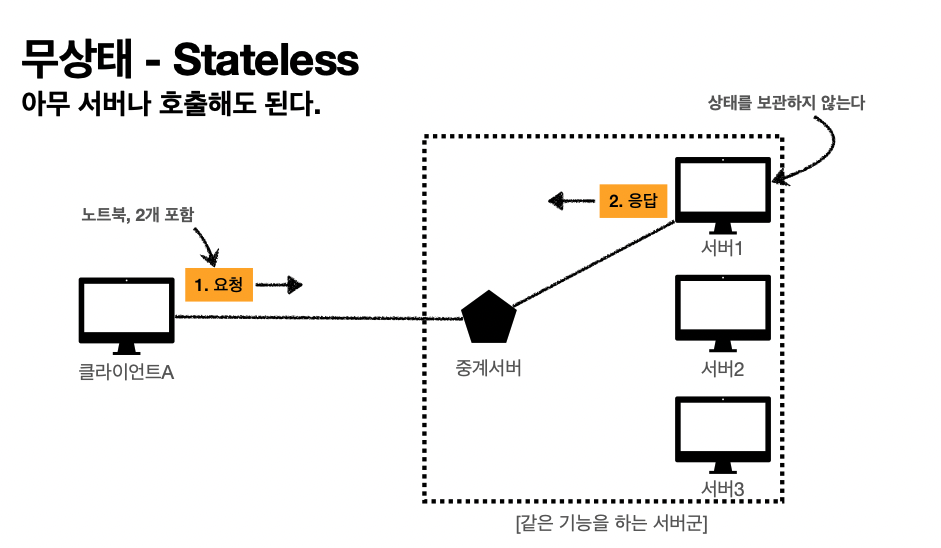 무상태 - Stateless
아무 서버나 호출해도 된다.
상태를 보관하지 않는다
노트북, 2개 포함
1. 요청
2. 응답
클라이언트A
중계서버
서버1
서버2
서버3
[같은 기능을 하는 서버군]